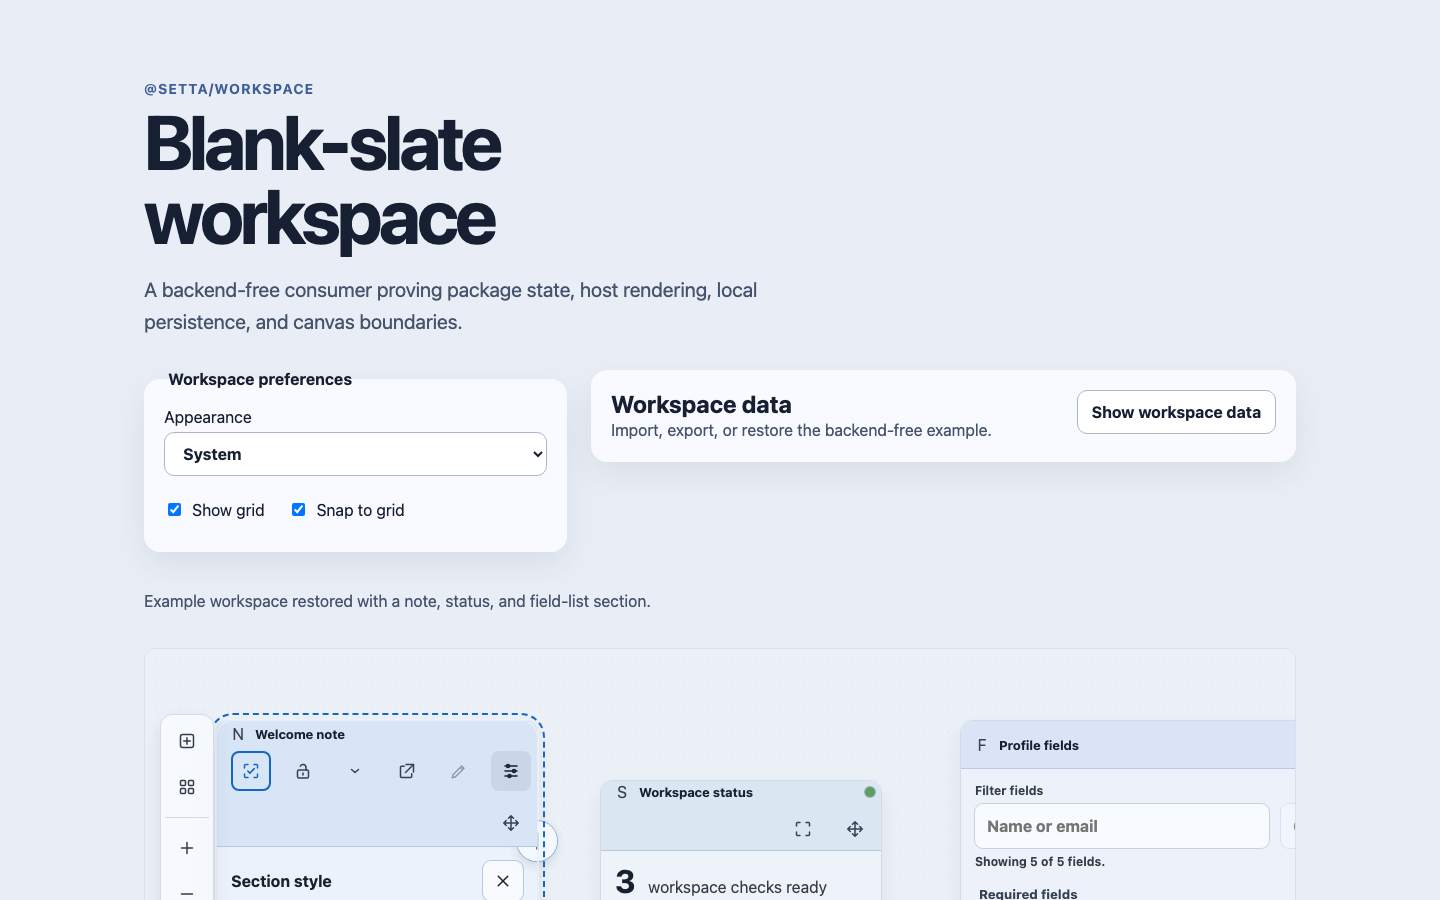 @SETTA/WORKSPACE
Blank-slate
workspace
A backend-free consumer proving package state, host rendering, local
persistence, and canvas boundaries.
Workspace preferences
Appearance
System
Show grid
Snap to grid
Workspace data
Import, export, or restore the backend-free example.
Show workspace data
Example workspace restored with a note, status, and field-list section.
N Welcome note
Section style
S Workspace status
3 workspace checks ready
F Profile fields
Filter fields
Name or email
Showing 5 of 5 fields.
Required fields